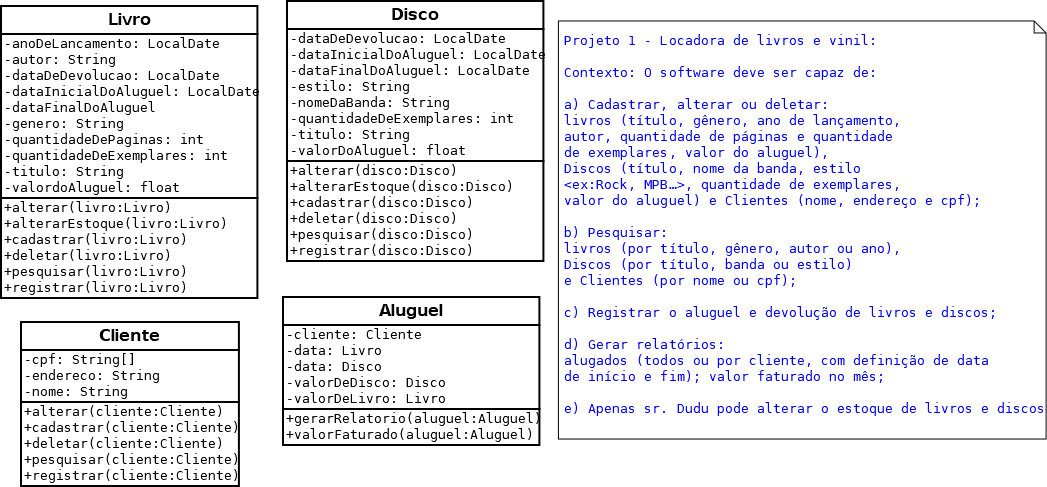 Livro
-anoDeLancamento: LocalDate
-autor: String
-dataDeDevolucao: LocalDate
-dataInicialDoAluguel: LocalDate
-dataFinalDoAluguel
-genero: String
-quantidadeDePaginas: int
-quantidadeDeExemplares: int
-titulo: String
-valordoAluguel: float
+alterar(livro:Livro)
+alterarEstoque(livro:Livro)
+cadastrar(livro:Livro)
+deletar(livro:Livro)
+pesquisar(livro:Livro)
+registrar(livro:Livro)
Disco
-dataDeDevolucao: LocalDate
-dataInicialDoAluguel: LocalDate
-dataFinalDoAluguel: LocalDate
-estilo: String
-nomeDaBanda: String
-quantidadeDeExemplares: int
-titulo: String
-valorDoAluguel: float
+alterar(disco:Disco)
+alterarEstoque(disco:Disco)
+cadastrar(disco:Disco)
+deletar(disco:Disco)
+pesquisar(disco:Disco)
+registrar(disco:Disco)
Cliente
-cpf: String[]
-endereco: String
-nome: String
+alterar(cliente:Cliente)
+cadastrar(cliente:Cliente)
+deletar(cliente:Cliente)
+pesquisar(cliente:Cliente)
+registrar(cliente:Cliente)
Aluguel
-cliente: Cliente
-data: Livro
-data: Disco
-valorDeDisco: Disco
-valorDeLivro: Livro
+gerarRelatorio(aluguel:Aluguel)
+valorFaturado(aluguel:Aluguel)
Projeto 1 - Locadora de livros e vinil:
Contexto: O software deve ser capaz de:
a) Cadastrar, alterar ou deletar:
livros (título, gênero, ano de lançamento,
autor, quantidade de páginas e quantidade
de exemplares, valor do aluguel),
Discos (título, nome da banda, estilo
<ex:Rock, MPB…>, quantidade de exemplares,
valor do aluguel) e Clientes (nome, endereço e cpf);
b) Pesquisar:
livros (por título, gênero, autor ou ano),
Discos (por título, banda ou estilo)
e Clientes (por nome ou cpf);
c) Registrar o aluguel e devolução de livros e discos;
d) Gerar relatórios:
alugados (todos ou por cliente, com definição de data
de início e fim); valor faturado no mês;
e) Apenas sr. Dudu pode alterar o estoque de livros e discos